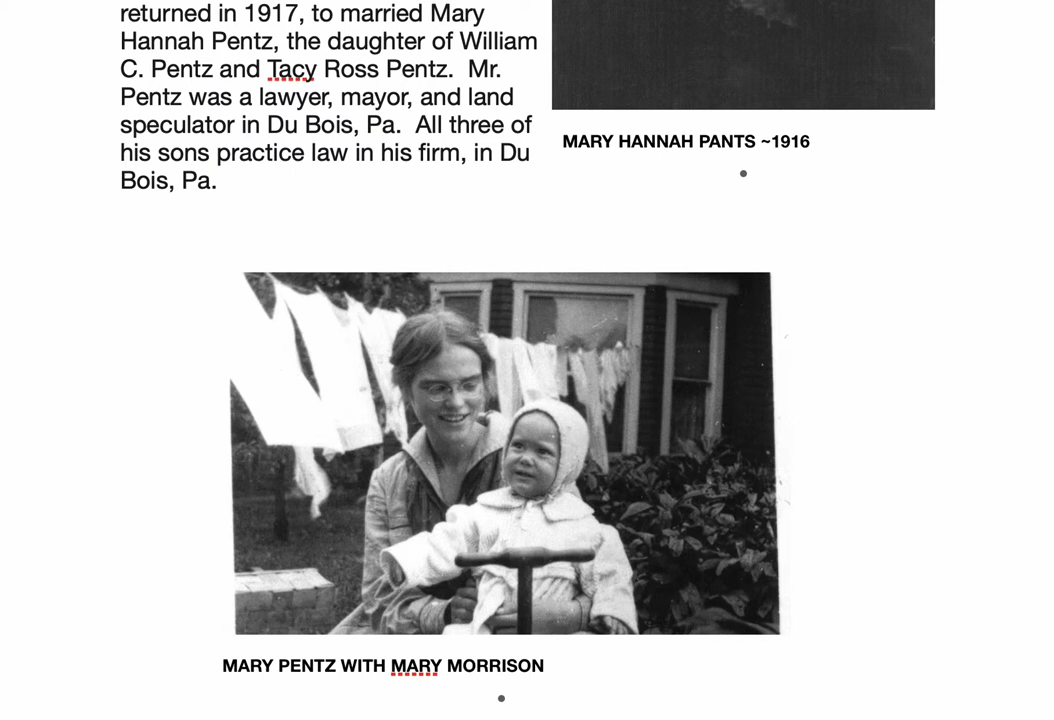 returned in 1917, to married Mary
Hannah Pentz, the daughter of William
C. Pentz and Tacy Ross Pentz.  Mr.
Pentz was a lawyer, mayor, and land
speculator in Du Bois, Pa.  All three of
his sons practice law in his firm, in Du
Bois, Pa.
MARY HANNAH PANTS ~1916
MARY PENTZ WITH MARY MORRISON